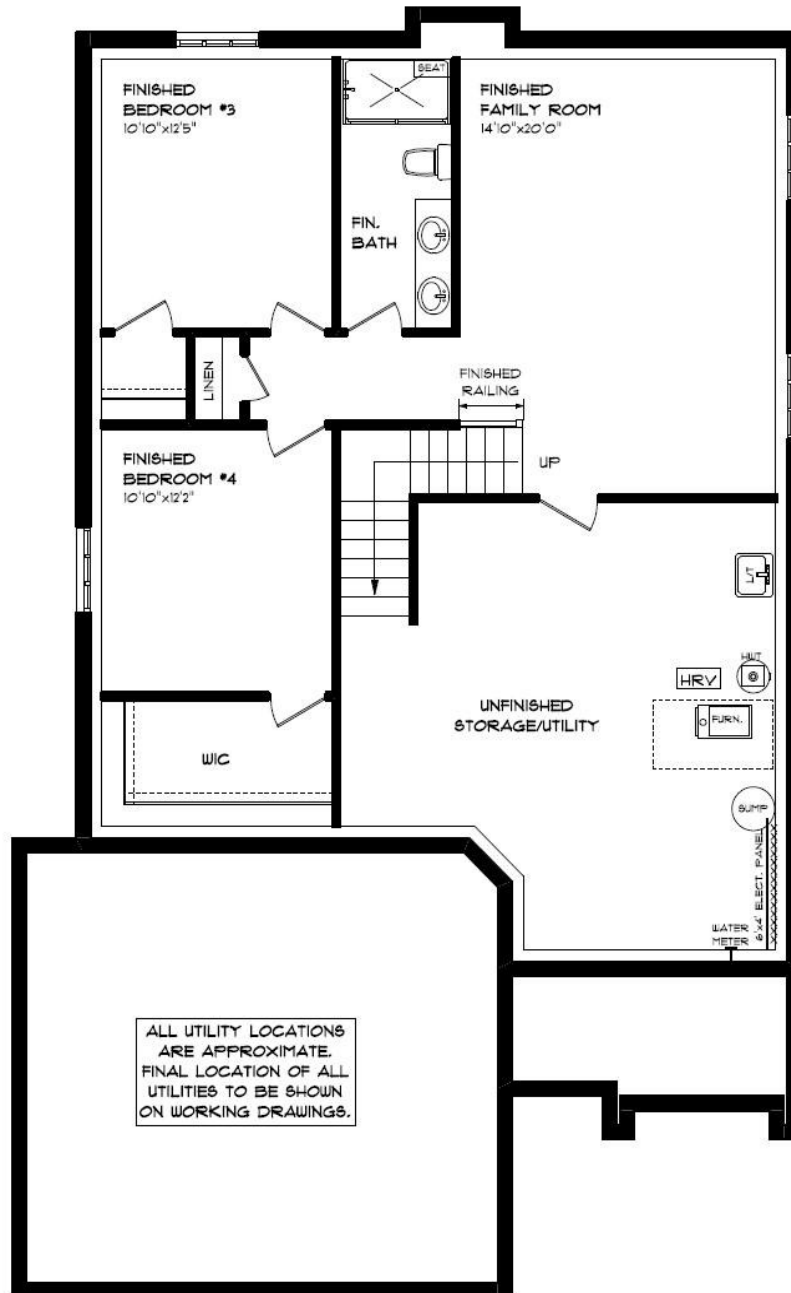 SEAT
FINISHED
BEDROOM #3
10'10"x12'5"
FINISHED
FAMILY ROOM
14'10"x20'0"
FIN.
BATH
LINEN
FINISHED
RAILING
UP
FINISHED
BEDROOM #4
10'10"x12'2"
L/T
HWT
HRV
FURN.
UNFINISHED
STORAGE/UTILITY
WIC
SUMP
6'x4' ELECT. PANEL
WATER
METER
ALL UTILITY LOCATIONS
ARE APPROXIMATE.
FINAL LOCATION OF ALL
UTILITIES TO BE SHOWN
ON WORKING DRAWINGS.